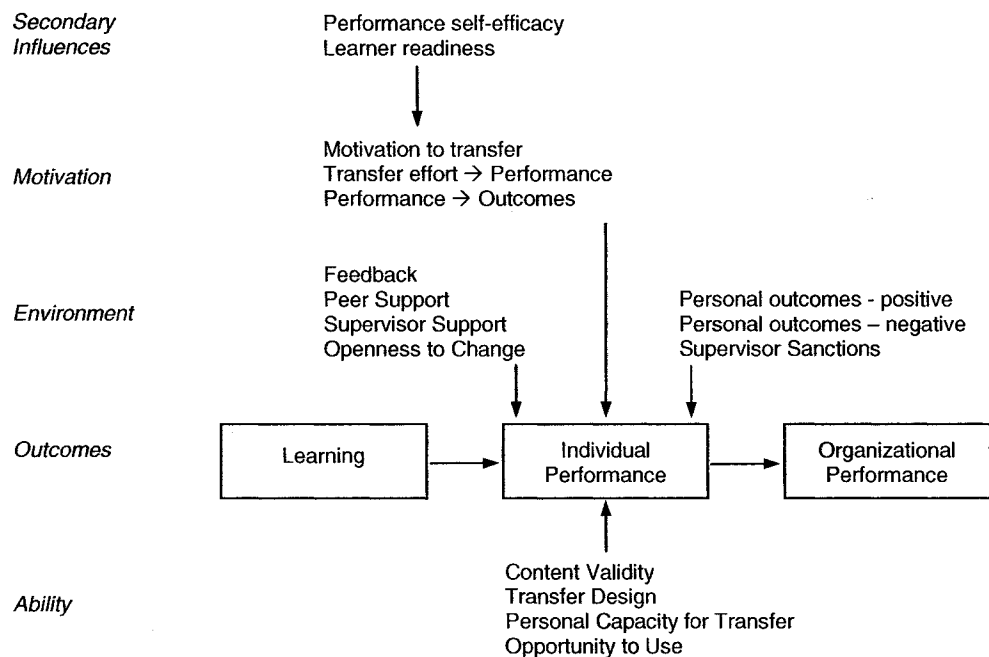 Secondary
Influences
Performance self-efficacy
Learner readiness
Motivation
Motivation to transfer
Transfer effort → Performance
Performance → Outcomes
Environment
Feedback
Peer Support
Supervisor Support
Openness to Change
Personal outcomes - positive
Personal outcomes – negative
Supervisor Sanctions
Outcomes
Learning
Individual
Performance
Organizational
Performance
Ability
Content Validity
Transfer Design
Personal Capacity for Transfer
Opportunity to Use